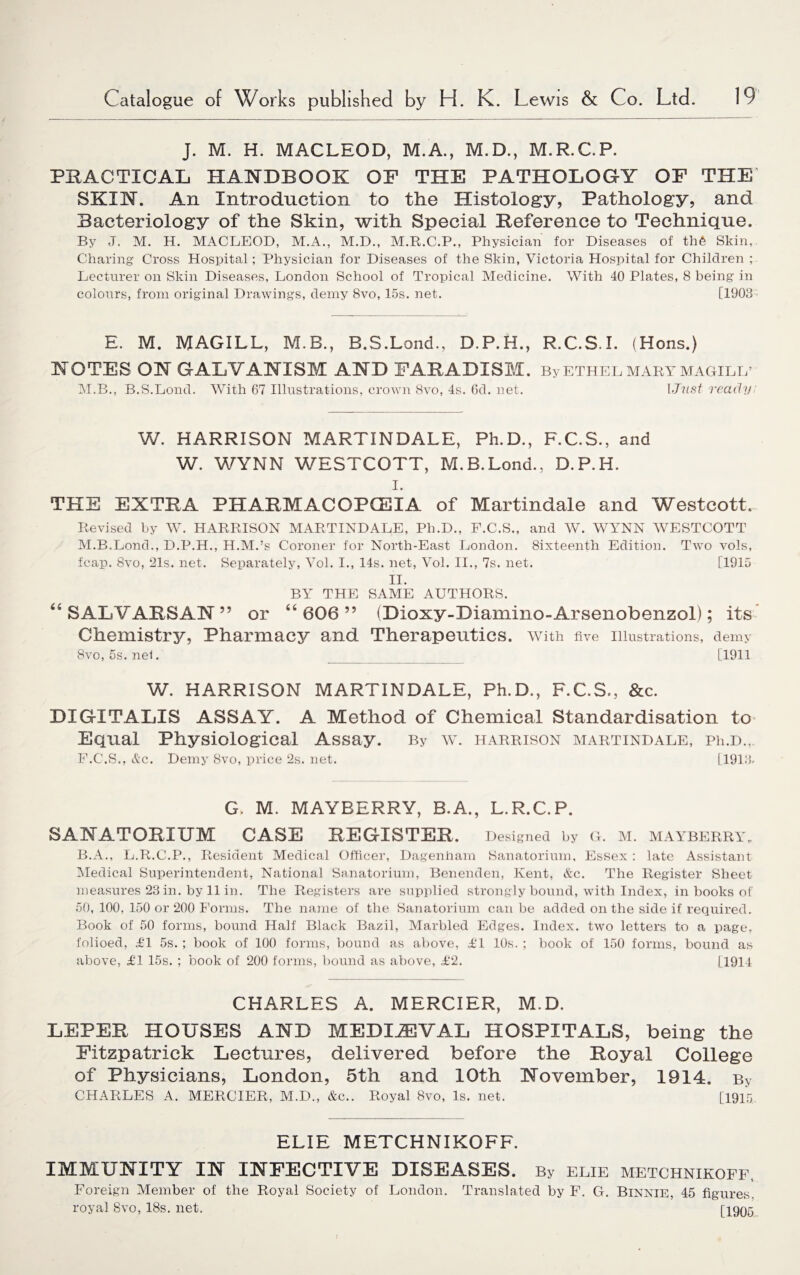 Catalogue of Works published by H. K. Lewis & Co. Ltd. 19
J. M. H. MACLEOD, M.A., M.D., M.R.C.P.
PRACTICAL HANDBOOK OF THE PATHOLOGY OF THE
SKIN. An Introduction to the Histology, Pathology, and
Bacteriology of the Skin, with Special Reference to Technique.
By J. M. H. MACLEOD, M.A., M.D., M.R.C.P., Physician for Diseases of the Skin,
Charing Cross Hospital; Physician for Diseases of the Skin, Victoria Hospital for Children ;
Lecturer on Skin Diseases, London School of Tropical Medicine. With 40 Plates, 8 being in
colours, from original Drawings, demy 8vo, 15s. net. [1903
E. M. MAGILL, M.B., B.S.Lond., D.P.H., R.C.S.I. (Hons.)
NOTES ON GALVANISM AND FARADISM. By ETHEL MARY MAGILL
M.B., B.S.Lond. With 67 Illustrations, crown 8vo, 4s. 6d. net. [Just ready
W. HARRISON MARTINDALE, Ph.D., F.C.S., and
W. WYNN WESTCOTT, M.B.Lond., D.P.H.
I.
THE EXTRA PHARMACOPŒIA of Martindale and Westcott.
Revised by W. HARRISON MARTINDALE, Ph.D., F.C.S., and W. WYNN WESTCOTT
M.B.Lond., D.P.H., H.M.'s Coroner for North-East London. Sixteenth Edition. Two vols,
fcap. 8vo, 21s. net. Separately, Vol. I., 14s. net, Vol. II., 7s. net. [1915
II.
BY THE SAME AUTHORS.
“SALVARSAN” or “606” (Dioxy-Diamino-Arsenobenzol); its
Chemistry, Pharmacy and Therapeutics. With five Illustrations, demy
8vo, 5s. net. [1911
W. HARRISON MARTINDALE, Ph.D., F.C.S., &c.
DIGITALIS ASSAY. A Method of Chemical Standardisation to
Equal Physiological Assay. By W. HARRISON MARTINDALE, Ph.D.,
F.C.S., &c. Demy 8vo, price 2s. net. [1913
G. M. MAYBERRY, B.A., L.R.C.P.
SANATORIUM CASE REGISTER. Designed by G. M. MAYBERRY,
B.A., L.R.C.P., Resident Medical Officer, Dagenham Sanatorium, Essex : late Assistant
Medical Superintendent, National Sanatorium, Benenden, Kent, &c. The Register Sheet
measures 23 in. by 11 in. The Registers are supplied strongly bound, with Index, in books of
50, 100, 150 or 200 Forms. The name of the Sanatorium can be added on the side if required.
Book of 50 forms, bound Half Black Bazil, Marbled Edges. Index. two letters to a page,
folioed, £1 5s. ; book of 100 forms, bound as above, £1 10s. ; book of 150 forms, bound as
above, £1 15s. ; book of 200 forms, bound as above, £2. [1914
CHARLES A. MERCIER, M.D.
LEPER HOUSES AND MEDIÆVAL HOSPITALS, being the
Fitzpatrick Lectures, delivered before the Royal College
of Physicians, London, 5th and 10th November, 1914. By
CHARLES A. MERCIER, M.D., &c.. Royal 8vo, 1s. net. [1915
ELIE METCHNIKOFF.
IMMUNITY IN INFECTIVE DISEASES. By ELIE METCHNIKOFF,
Foreign Member of the Royal Society of London. Translated by F. G. BINNIE, 45 figures,
royal 8vo, 18s. net. [1905